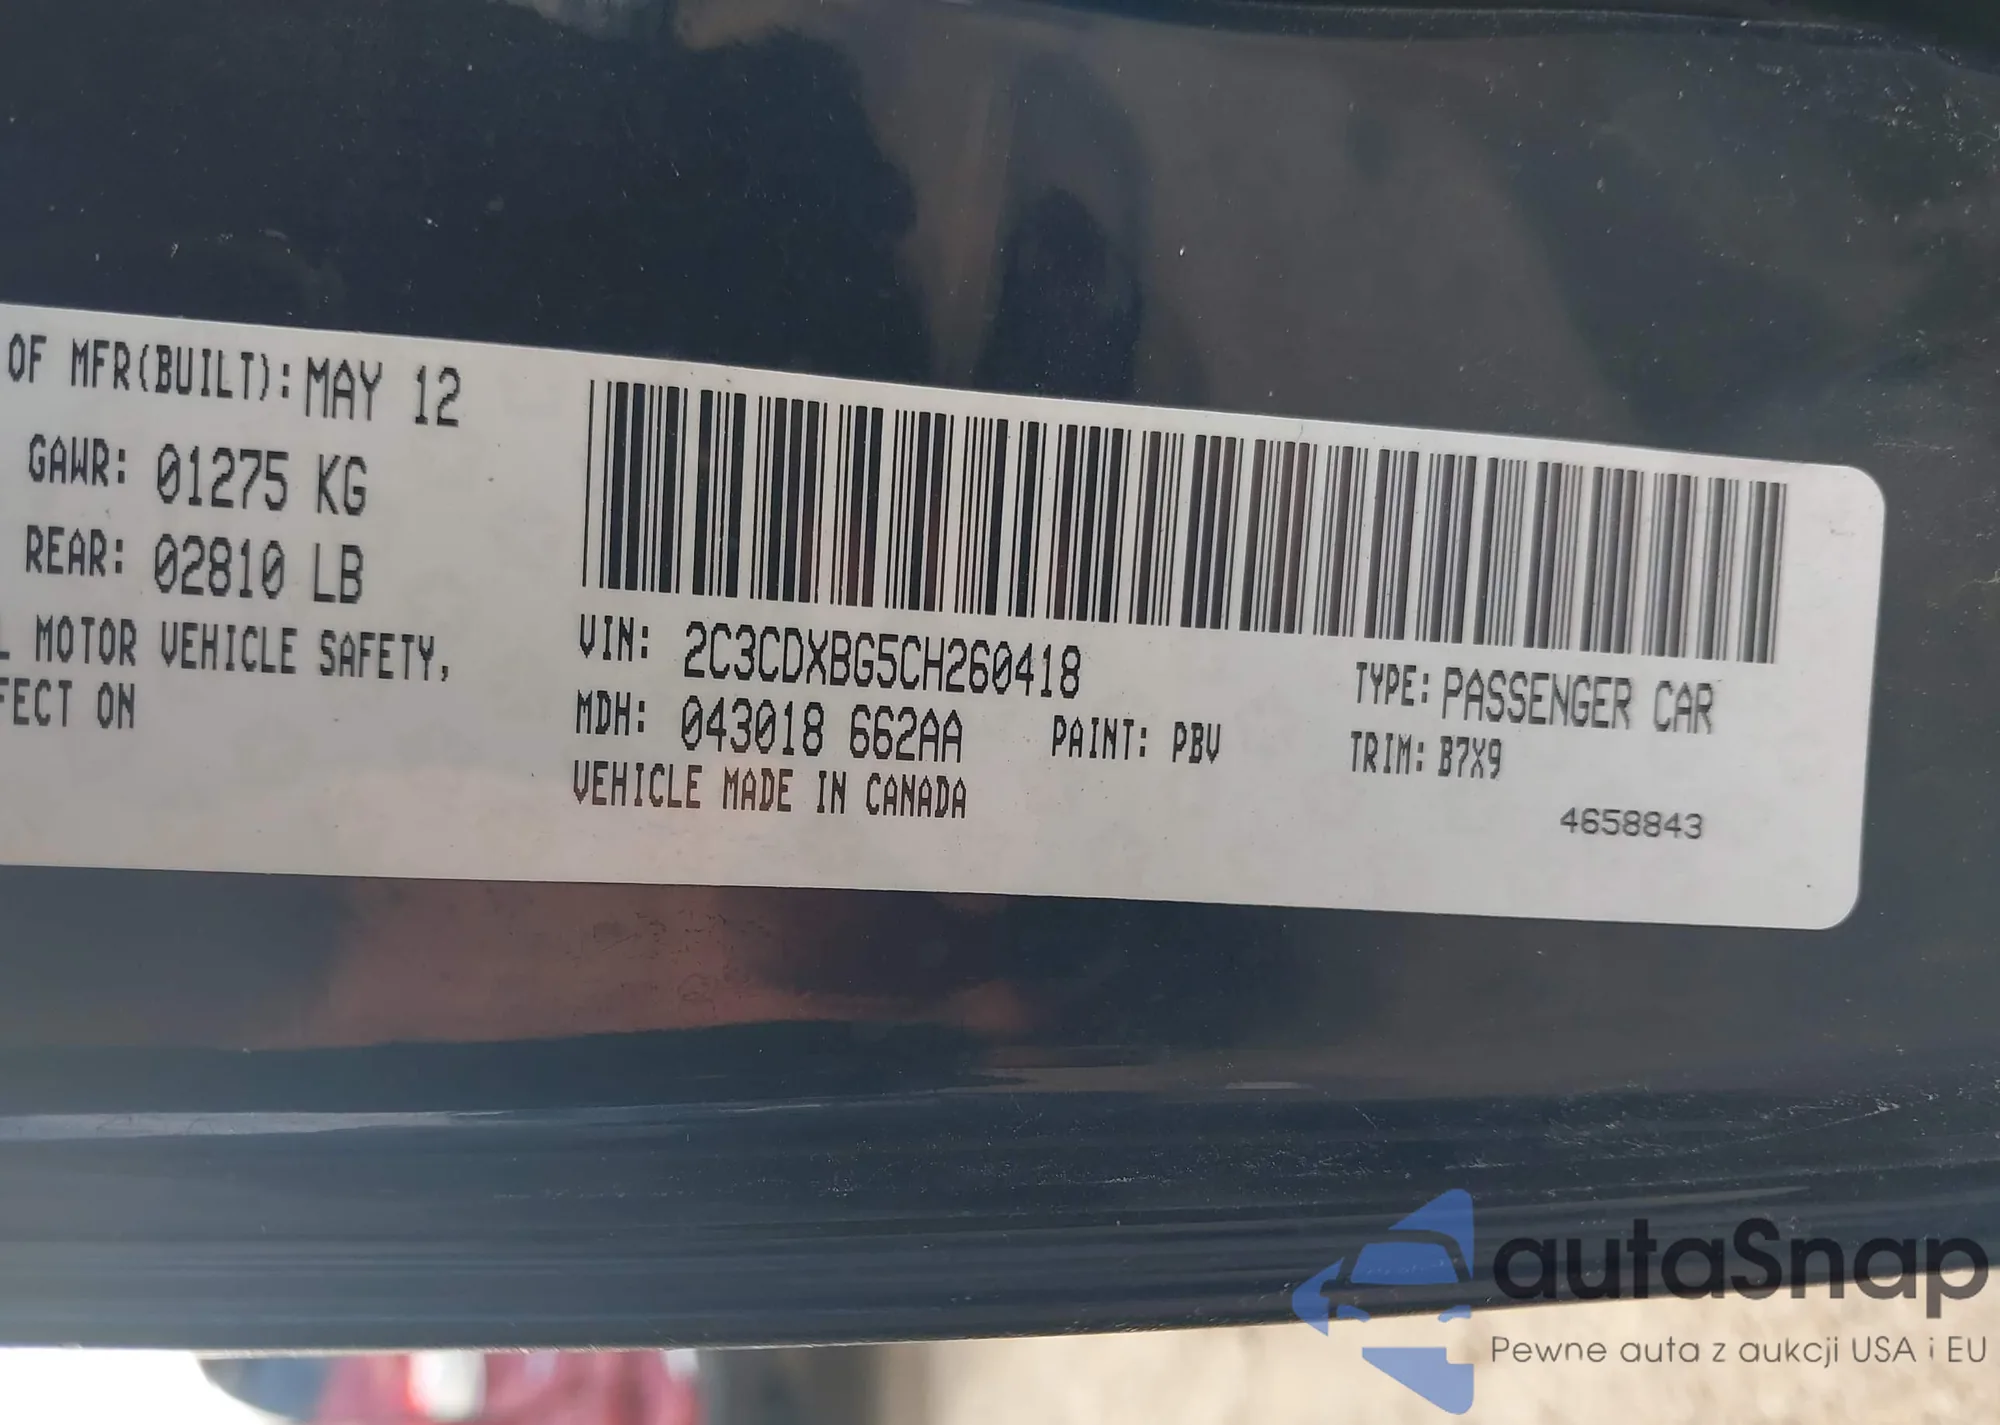 OF MFR(BUILT): MAY 12
GAWR: 01275 KG
REAR: 02810 LB
L MOTOR VEHICLE SAFETY,
FECT ON
VIN: 2C3CDXBG5CH260418
TYPE: PASSENGER CAR
MDH: 043018 662AA
PAINT: PBV
TRIM: B7X9
VEHICLE MADE IN CANADA
4658843
autaSnap
Pewne auta z aukcji USA i EU